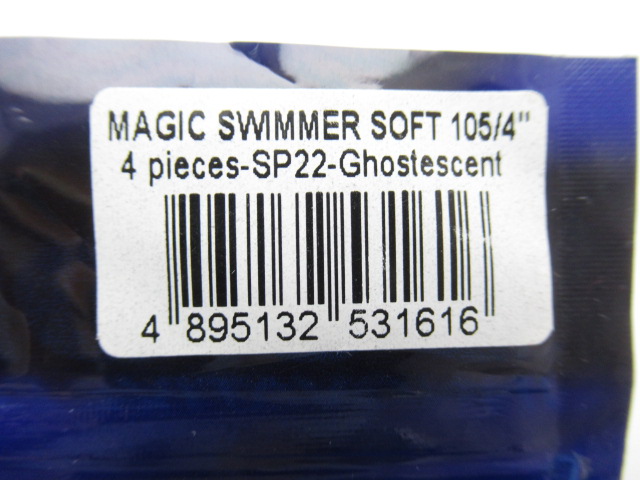 MAGIC SWIMMER SOFT 105/4"
4 pieces-SP22-Ghostescent
4 895132 531616